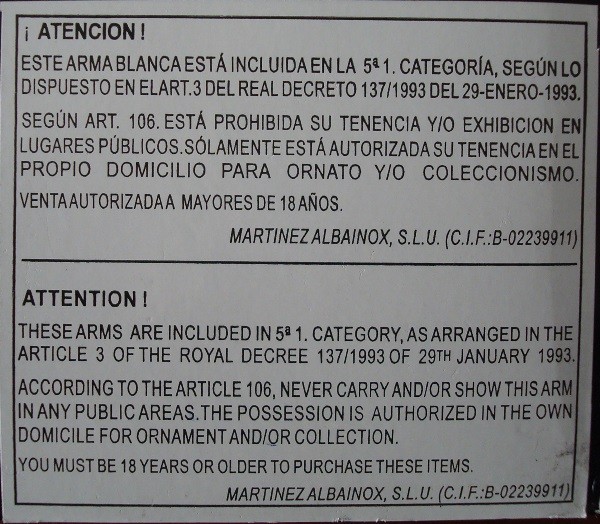 ¡ ATENCION !
ESTE ARMA BLANCA ESTÁ INCLUIDA EN LA 5ª 1. CATEGORÍA, SEGÚN LO
DISPUESTO EN EL ART.3 DEL REAL DECRETO 137/1993 DEL 29-ENERO-1993.
SEGÚN ART. 106. ESTÁ PROHIBIDA SU TENENCIA Y/O EXHIBICION EN
LUGARES PÚBLICOS. SÓLAMENTE ESTÁ AUTORIZADA SU TENENCIA EN EL
PROPIO DOMICILIO PARA ORNATO Y/O COLECCIONISMO.
VENTA AUTORIZADA A MAYORES DE 18 AÑOS.
MARTINEZ ALBAINOX, S.L.U. (C.I.F.:B-02239911)
ATTENTION !
THESE ARMS ARE INCLUDED IN 5ª 1. CATEGORY, AS ARRANGED IN THE
ARTICLE 3 OF THE ROYAL DECREE 137/1993 OF 29TH JANUARY 1993.
ACCORDING TO THE ARTICLE 106, NEVER CARRY AND/OR SHOW THIS ARM
IN ANY PUBLIC AREAS. THE POSSESSION IS AUTHORIZED IN THE OWN
DOMICILE FOR ORNAMENT AND/OR COLLECTION.
YOU MUST BE 18 YEARS OR OLDER TO PURCHASE THESE ITEMS.
MARTINEZ ALBAINOX, S.L.U. (C.I.F.:B-02239911)